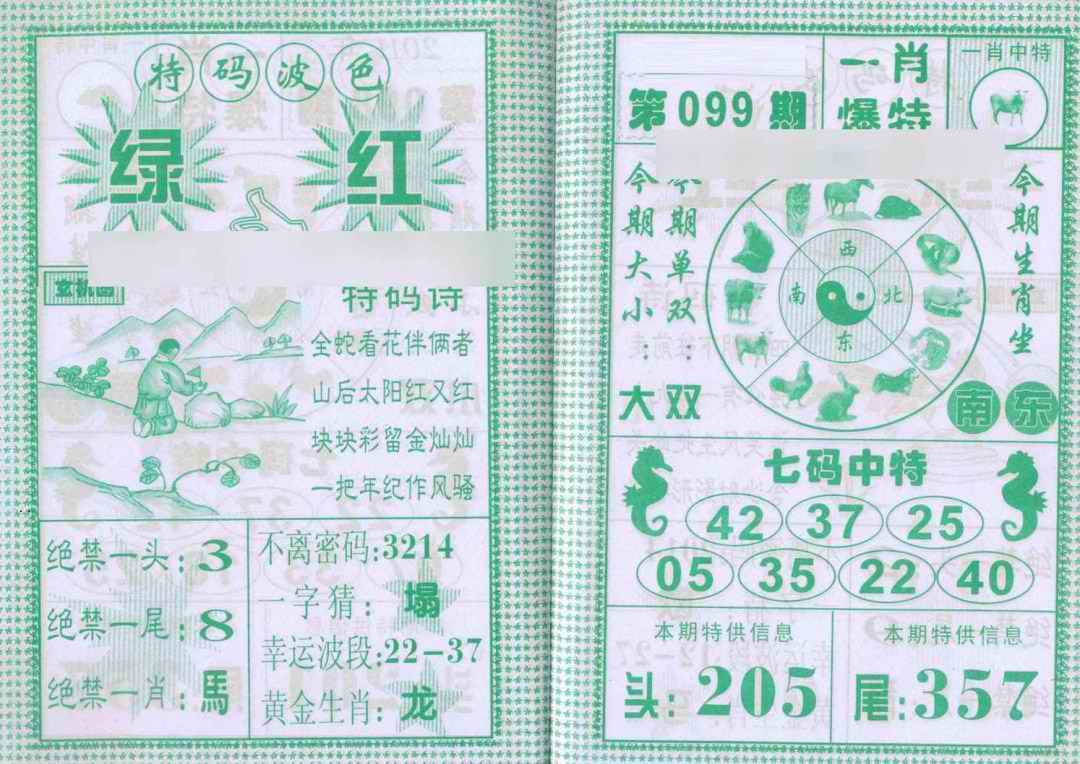 特码波色
绿 红
玄机图
特码诗
全蛇看花伴俩者
山后太阳红又红
块块彩留金灿灿
一把年纪作风骚
绝禁一头:3
绝禁一尾:8
绝禁一肖:馬
不离密码:3214
一字猜:塌
幸运波段:22-37
黄金生肖:龙
第099期
一肖
爆特
一肖中特
今期大小:
大
今期单双:
双
西
南 北
东
今期生肖坐
南东
七码中特
42 37 25
05 35 22 40
本期特供信息
头:205
本期特供信息
尾:357